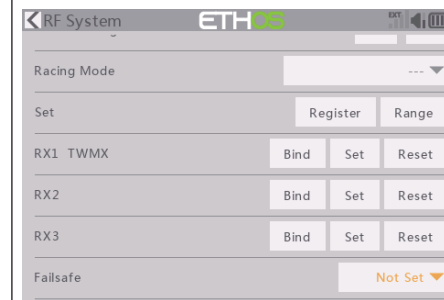 RF System ETHOS EXT
Racing Mode ---
Set Register Range
RX1 TWMX Bind Set Reset
RX2 Bind Set Reset
RX3 Bind Set Reset
Failsafe Not Set